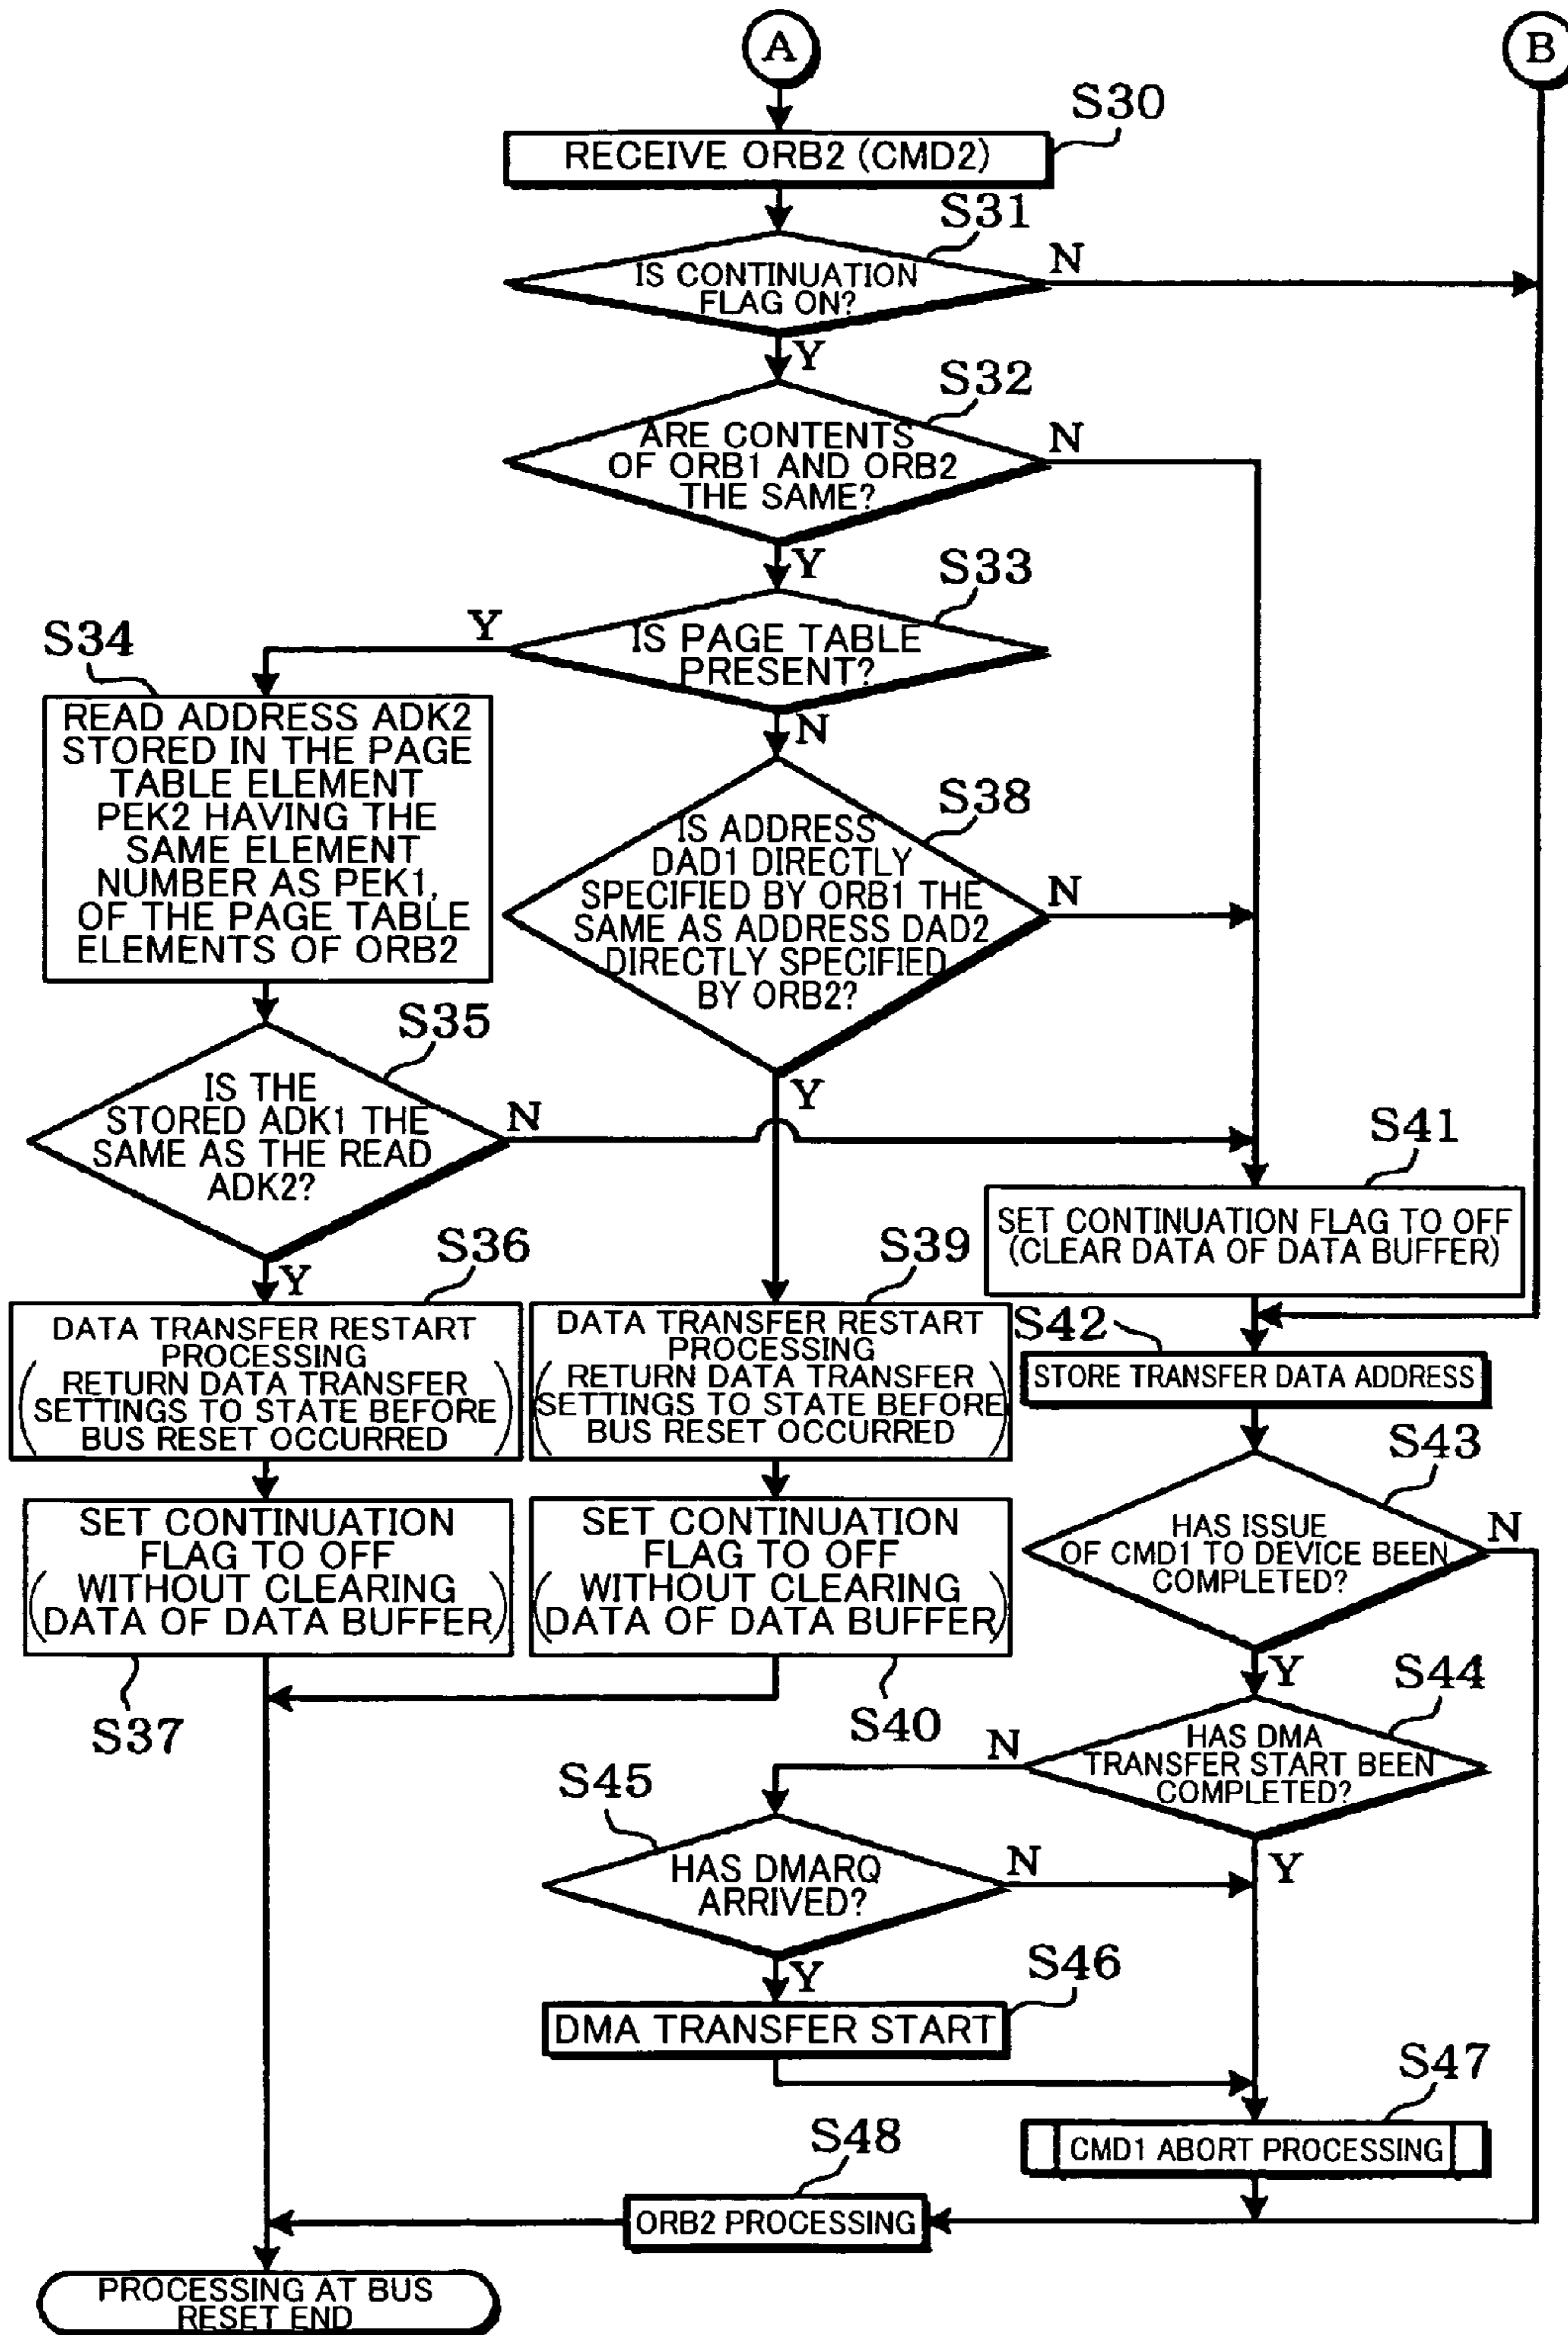 A
B
S30
RECEIVE ORB2 (CMD2)
S31
IS CONTINUATION
FLAG ON?
N
Y
S32
ARE CONTENTS
OF ORB1 AND ORB2
THE SAME?
N
Y
S33
IS PAGE TABLE
PRESENT?
Y
N
S34
READ ADDRESS ADK2
STORED IN THE PAGE
TABLE ELEMENT
PEK2 HAVING THE
SAME ELEMENT
NUMBER AS PEK1,
OF THE PAGE TABLE
ELEMENTS OF ORB2
S38
IS ADDRESS
DAD1 DIRECTLY
SPECIFIED BY ORB1 THE
SAME AS ADDRESS DAD2
DIRECTLY SPECIFIED
BY ORB2?
N
Y
S35
IS THE
STORED ADK1 THE
SAME AS THE READ
ADK2?
N
Y
S41
SET CONTINUATION FLAG TO OFF
(CLEAR DATA OF DATA BUFFER)
S36
DATA TRANSFER RESTART
PROCESSING
(RETURN DATA TRANSFER
SETTINGS TO STATE BEFORE
BUS RESET OCCURRED)
S39
DATA TRANSFER RESTART
PROCESSING
(RETURN DATA TRANSFER
SETTINGS TO STATE BEFORE
BUS RESET OCCURRED)
S42
STORE TRANSFER DATA ADDRESS
S37
SET CONTINUATION
FLAG TO OFF
(WITHOUT CLEARING
DATA OF DATA BUFFER)
S40
SET CONTINUATION
FLAG TO OFF
(WITHOUT CLEARING
DATA OF DATA BUFFER)
S43
HAS ISSUE
OF CMD1 TO DEVICE BEEN
COMPLETED?
N
Y
S44
HAS DMA
TRANSFER START BEEN
COMPLETED?
N
Y
S45
HAS DMARQ
ARRIVED?
N
Y
S46
DMA TRANSFER START
S47
CMD1 ABORT PROCESSING
S48
ORB2 PROCESSING
PROCESSING AT BUS
RESET END